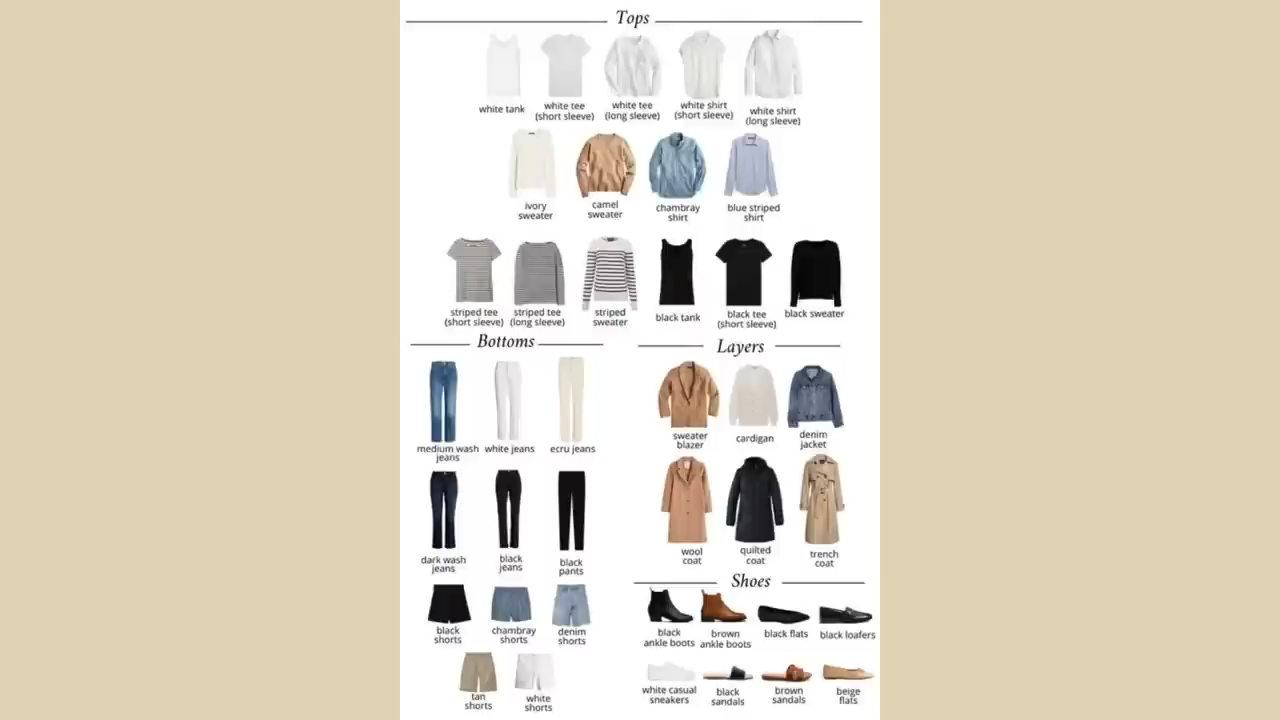 Tops
white tank
white tee
(short sleeve)
white tee
(long sleeve)
white shirt
(short sleeve)
white shirt
(long sleeve)
ivory
sweater
camel
sweater
chambray
shirt
blue striped
shirt
striped tee
(short sleeve)
striped tee
(long sleeve)
striped
sweater
black tank
black tee
(short sleeve)
black sweater
Bottoms
medium wash
jeans
white jeans
ecru jeans
dark wash
jeans
black
jeans
black
pants
black
shorts
chambray
shorts
denim
shorts
tan
shorts
white
shorts
Layers
sweater
blazer
cardigan
denim
jacket
wool
coat
quilted
coat
trench
coat
Shoes
black
ankle boots
brown
ankle boots
black flats
black loafers
white casual
sneakers
black
sandals
brown
sandals
beige
flats